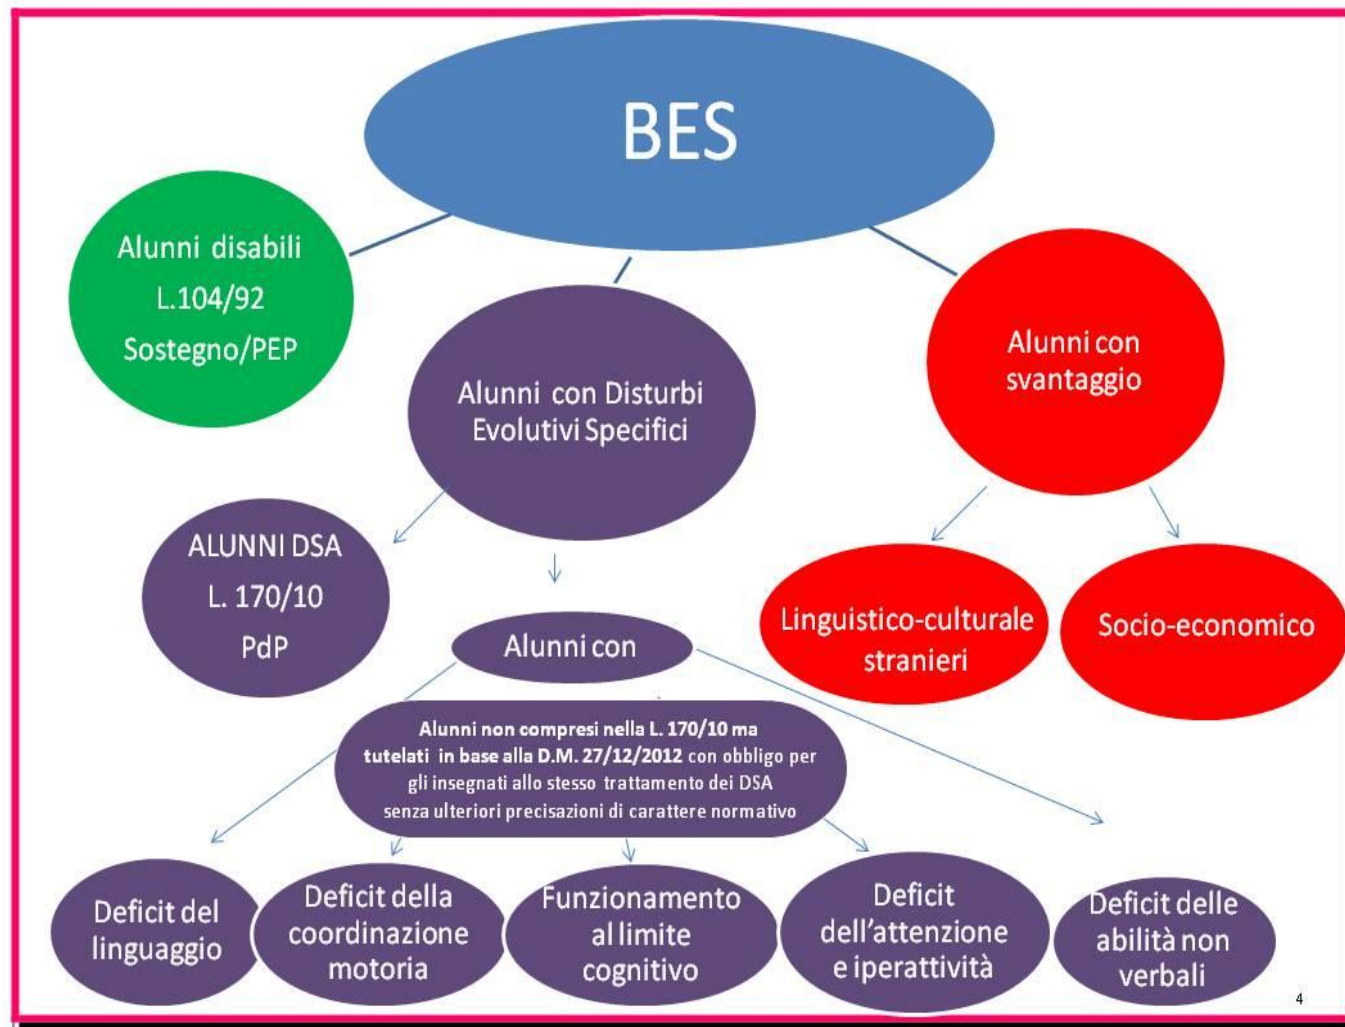 BES
Alunni disabili
L.104/92
Sostegno/PEP
Alunni con Disturbi
Evolutivi Specifici
Alunni con
svantaggio
ALUNNI DSA
L. 170/10
PdP
Alunni con
Linguistico-culturale
stranieri
Socio-economico
Alunni non compresi nella L. 170/10 ma
tutelati in base alla D.M. 27/12/2012 con obbligo per
gli insegnati allo stesso trattamento dei DSA
senza ulteriori precisazioni di carattere normativo
Deficit del
linguaggio
Deficit della
coordinazione
motoria
Funzionamento
al limite
cognitivo
Deficit
dell’attenzione
e iperattività
Deficit delle
abilità non
verbali
4